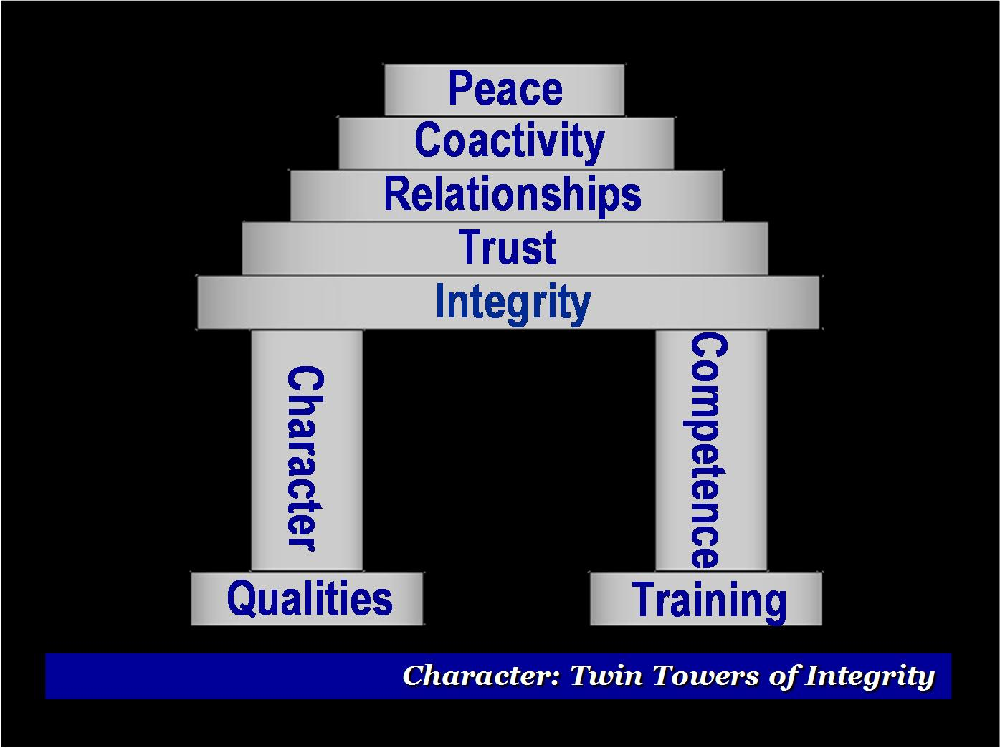 Peace
Coactivity
Relationships
Trust
Integrity
Character
Competence
Qualities
Training
Character: Twin Towers of Integrity